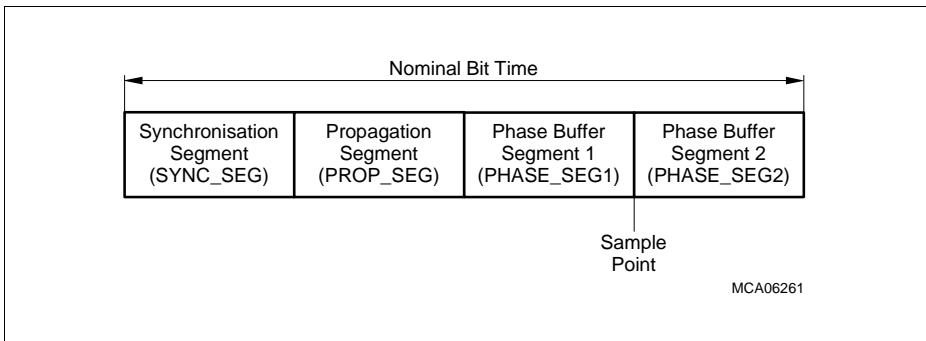 Nominal Bit Time
Synchronisation
Segment
(SYNC_SEG)
Propagation
Segment
(PROP_SEG)
Phase Buffer
Segment 1
(PHASE_SEG1)
Phase Buffer
Segment 2
(PHASE_SEG2)
Sample
Point
MCA06261